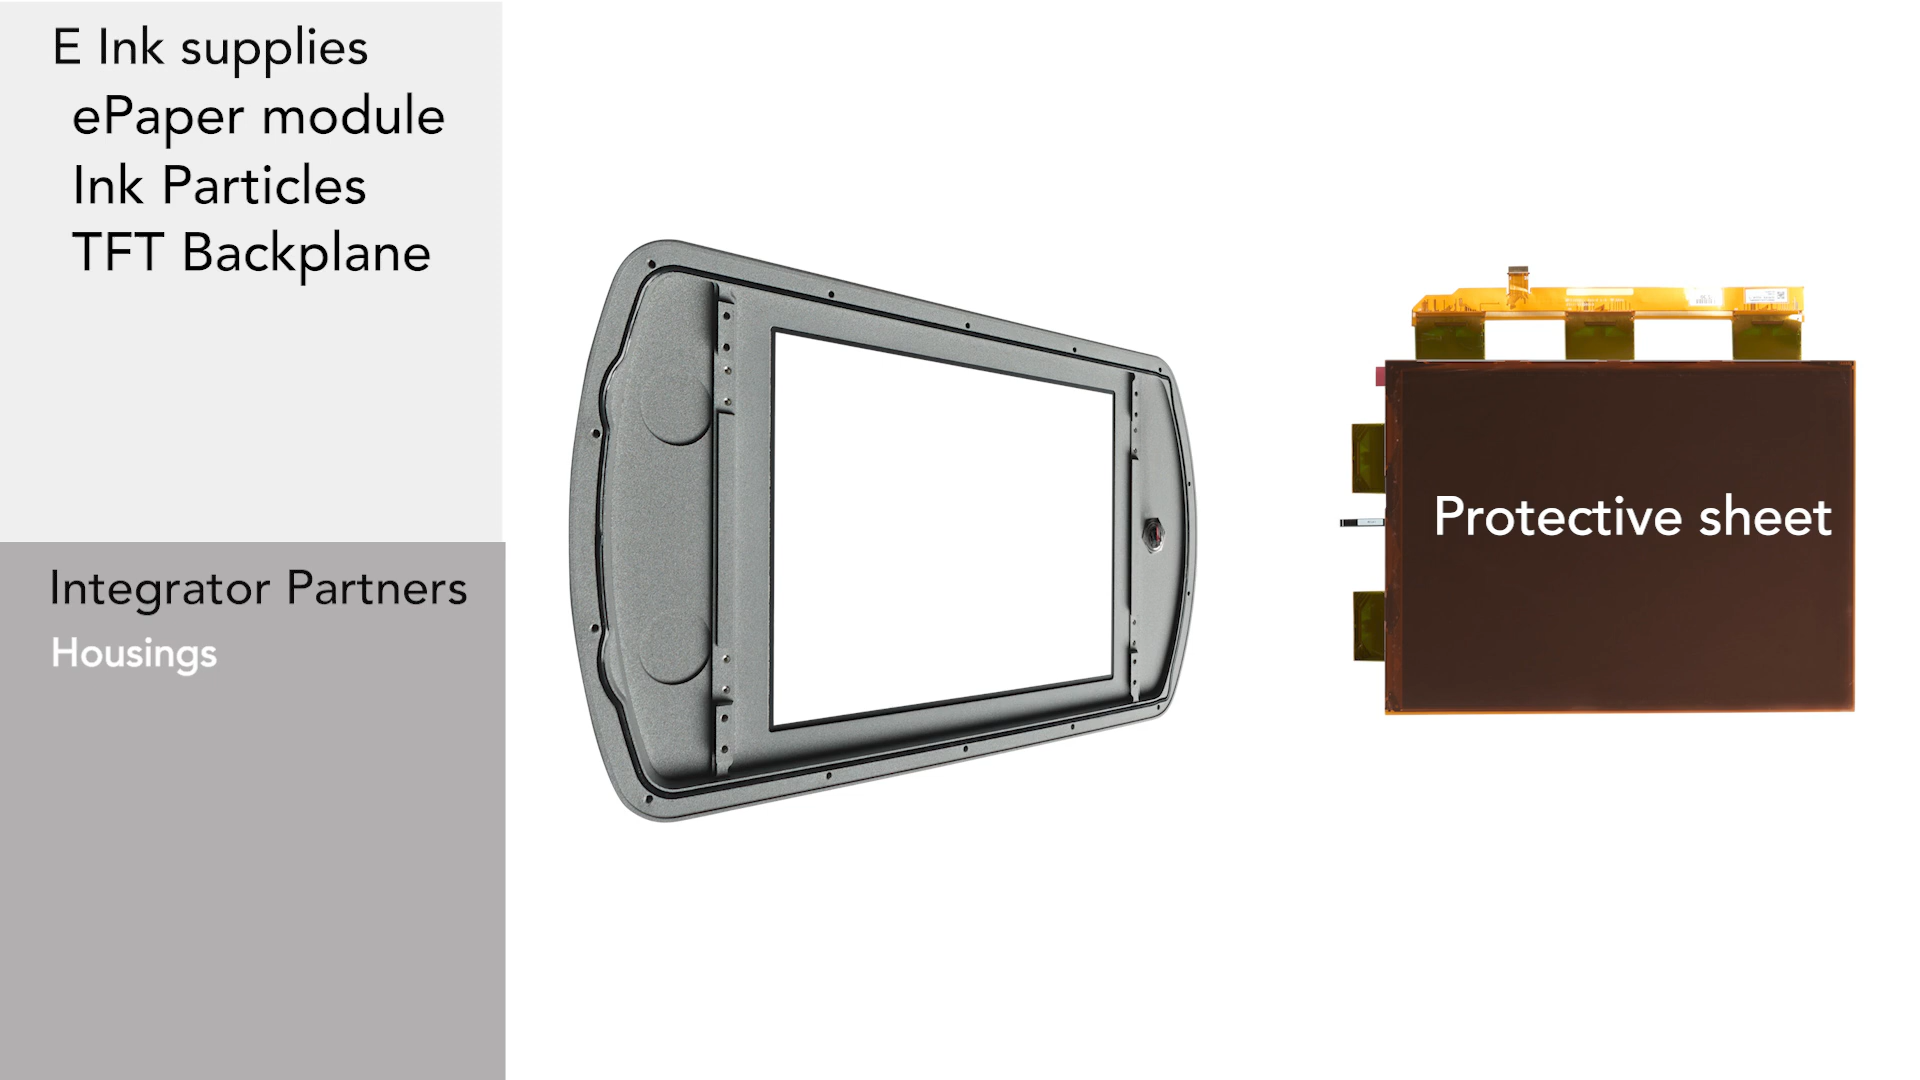 E Ink supplies
ePaper module
Ink Particles
TFT Backplane
Integrator Partners
Housings
Protective sheet